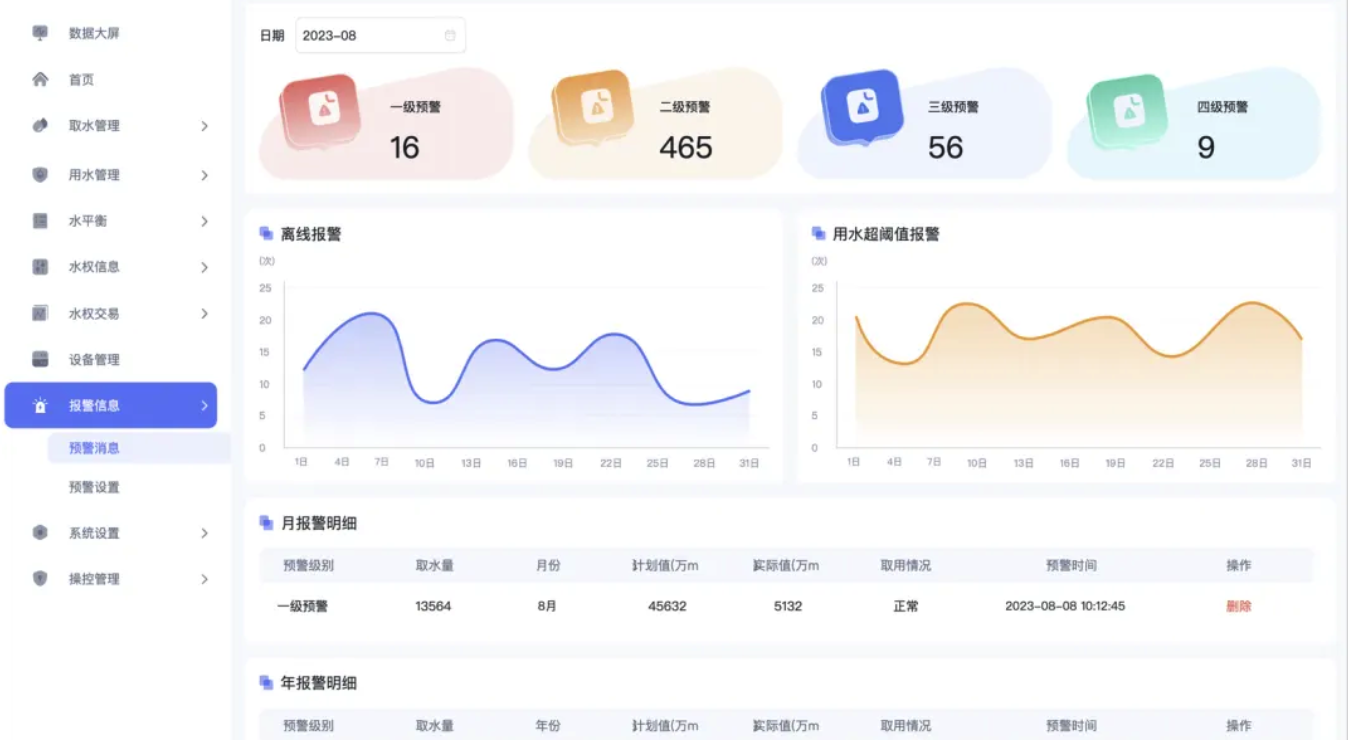 数据大屏
首页
取水管理
用水管理
水平衡
水权信息
水权交易
设备管理
报警信息
预警消息
预警设置
系统设置
操控管理
日期 2023-08
一级预警
16
二级预警
465
三级预警
56
四级预警
9
离线报警
(次)
25
20
15
10
5
0
1日 4日 7日 10日 13日 16日 19日 22日 25日 28日 31日
用水超阈值报警
(次)
25
20
15
10
5
0
1日 4日 7日 10日 13日 16日 19日 22日 25日 28日 31日
月报警明细
预警级别 取水量 月份 计划值(万m 实际值(万m 取用情况 预警时间 操作
一级预警 13564 8月 45632 5132 正常 2023-08-08 10:12:45 删除
年报警明细
预警级别 取水量 年份 计划值(万m 实际值(万m 取用情况 预警时间 操作